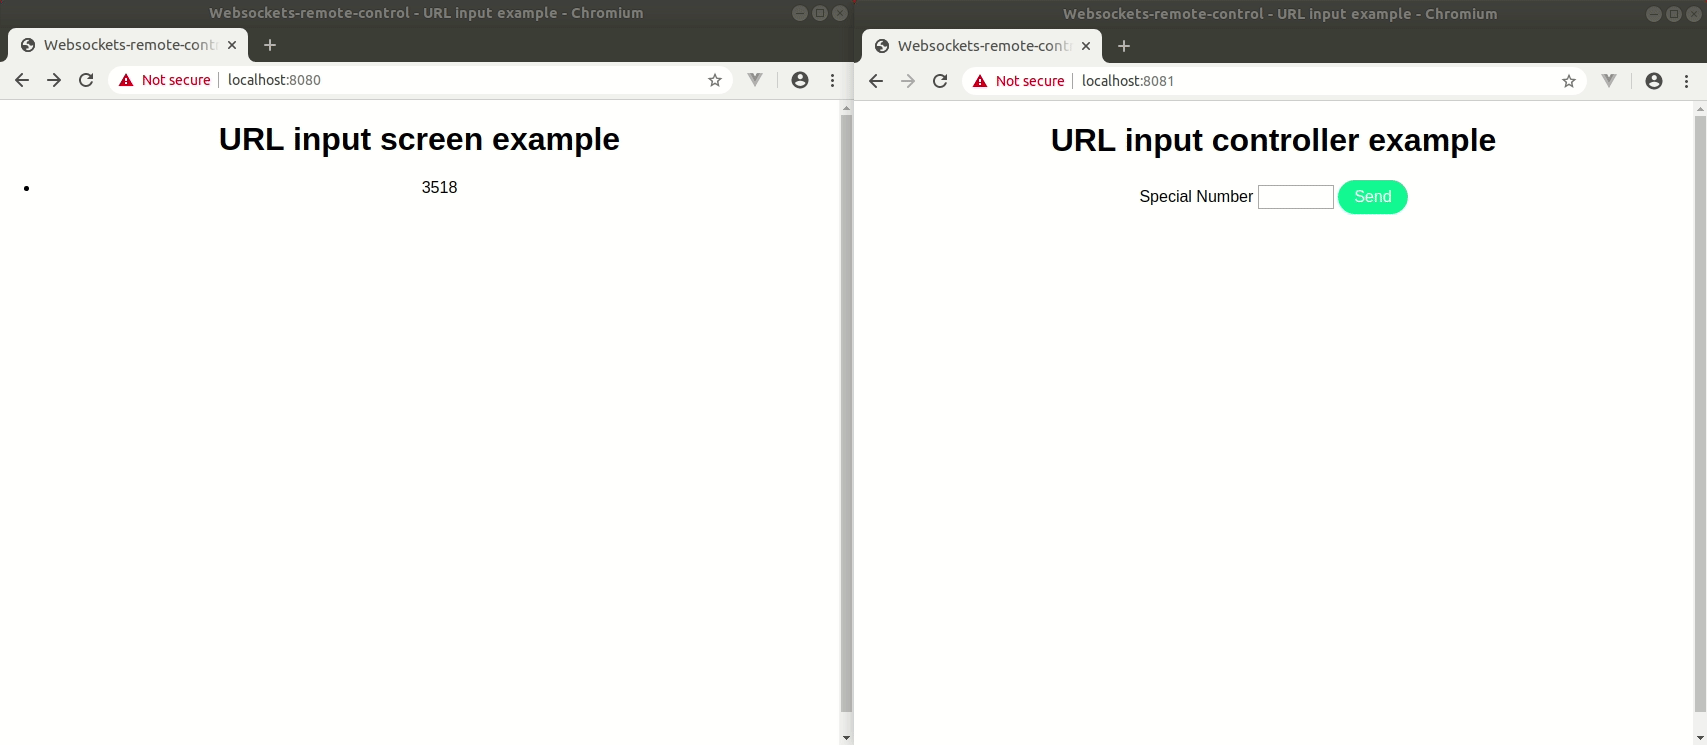 Websockets-remote-control - URL input example - Chromium
Websockets-remote-contr
Not secure
localhost:8080
URL input screen example
• 3518
Websockets-remote-control - URL input example - Chromium
Websockets-remote-contr
Not secure
localhost:8081
URL input controller example
Special Number
Send